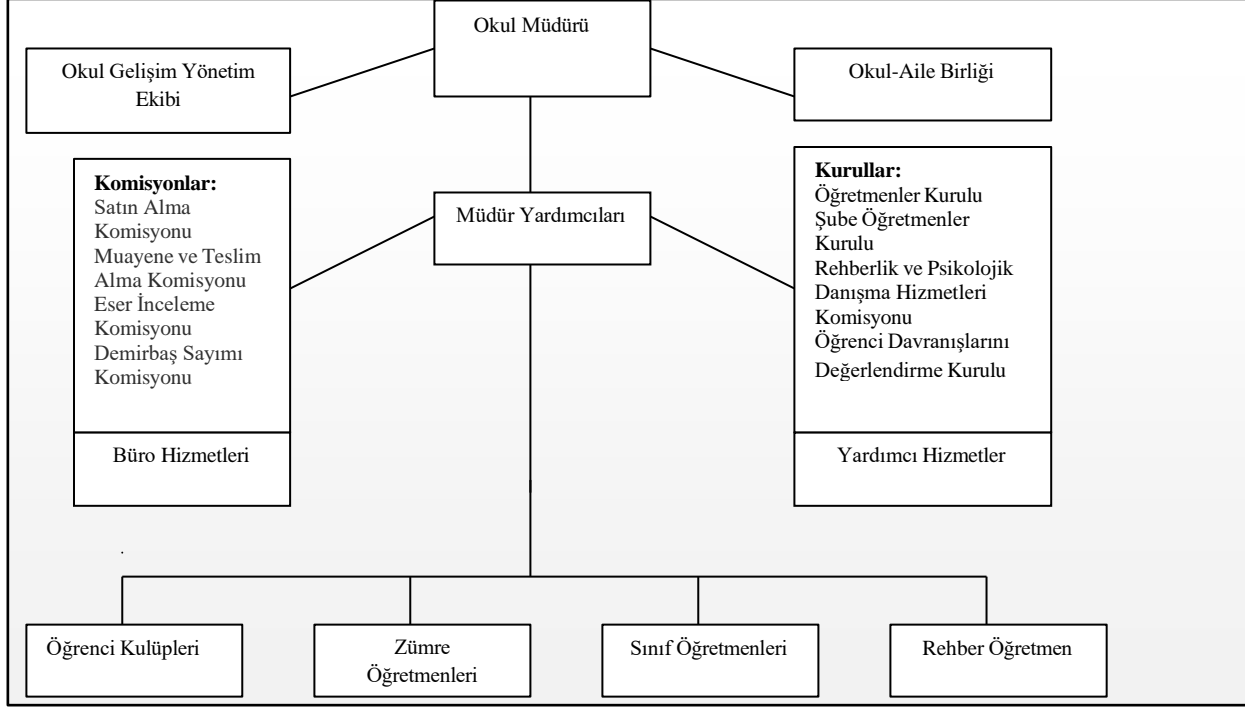 Okul Müdürü
Okul Gelişim Yönetim
Ekibi
Okul-Aile Birliği
Komisyonlar:
Satın Alma
Komisyonu
Muayene ve Teslim
Alma Komisyonu
Eser İnceleme
Komisyonu
Demirbaş Sayımı
Komisyonu
Müdür Yardımcıları
Kurullar:
Öğretmenler Kurulu
Şube Öğretmenler
Kurulu
Rehberlik ve Psikolojik
Danışma Hizmetleri
Komisyonu
Öğrenci Davranışlarını
Değerlendirme Kurulu
Büro Hizmetleri
Yardımcı Hizmetler
.
Öğrenci Kulüpleri
Zümre
Öğretmenleri
Sınıf Öğretmenleri
Rehber Öğretmen